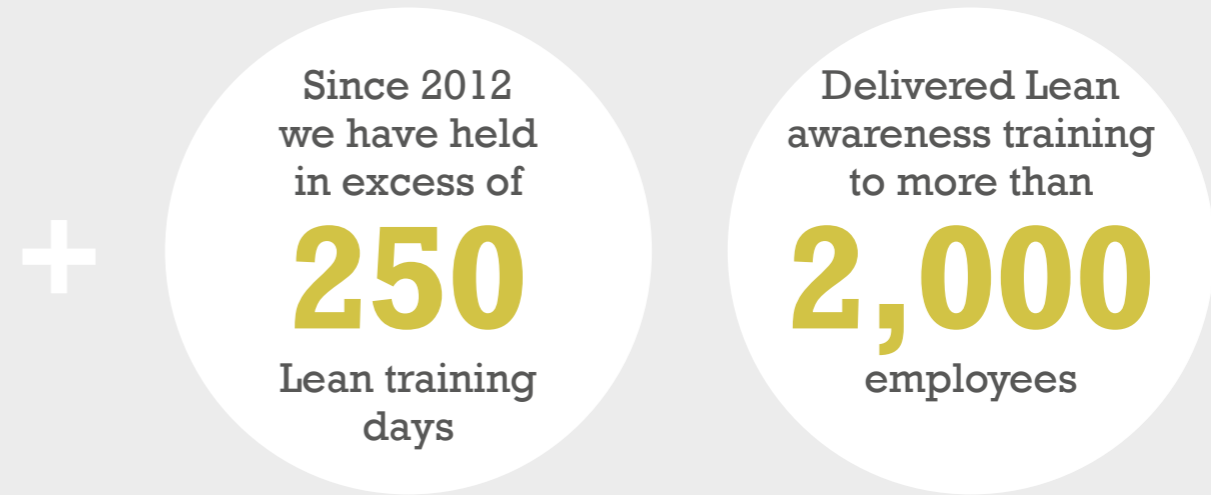 +
Since 2012
we have held
in excess of
250
Lean training
days
Delivered Lean
awareness training
to more than
2,000
employees